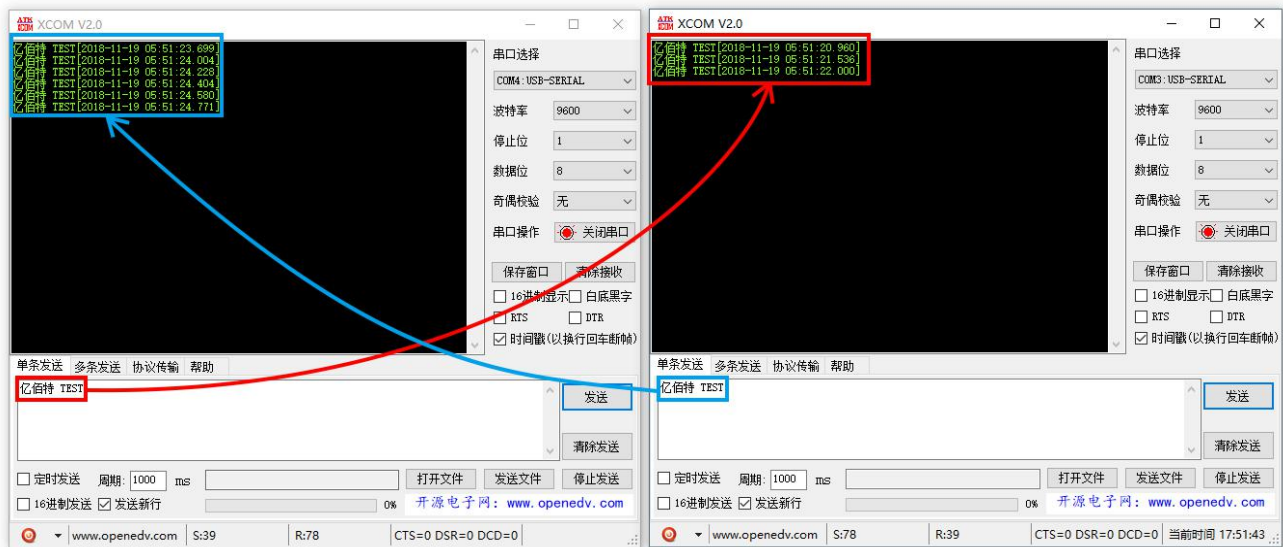 XCOM V2.0
亿佰特 TEST[2018-11-19 05:51:23.699]
亿佰特 TEST[2018-11-19 05:51:24.004]
亿佰特 TEST[2018-11-19 05:51:24.228]
亿佰特 TEST[2018-11-19 05:51:24.404]
亿佰特 TEST[2018-11-19 05:51:24.580]
亿佰特 TEST[2018-11-19 05:51:24.771]
串口选择
COM4:USB-SERIAL
波特率 9600
停止位 1
数据位 8
奇偶校验 无
串口操作 关闭串口
保存窗口 清除接收
16进制显示 白底黑字
RTS DTR
时间戳(以换行回车断帧)
单条发送 多条发送 协议传输 帮助
亿佰特 TEST
发送
清除发送
定时发送 周期: 1000 ms 打开文件 发送文件 停止发送
16进制发送 发送新行 0% 开源电子网: www.openedv.com
www.openedv.com S:39 R:78 CTS=0 DSR=0 DCD=0
ATK XCOM
XCOM V2.0
亿佰特 TEST[2018-11-19 05:51:20.960]
亿佰特 TEST[2018-11-19 05:51:21.536]
亿佰特 TEST[2018-11-19 05:51:22.000]
串口选择
COM3:USB-SERIAL
波特率 9600
停止位 1
数据位 8
奇偶校验 无
串口操作 关闭串口
保存窗口 清除接收
16进制显示 白底黑字
RTS DTR
时间戳(以换行回车断帧)
单条发送 多条发送 协议传输 帮助
亿佰特 TEST
发送
清除发送
定时发送 周期: 1000 ms 打开文件 发送文件 停止发送
16进制发送 发送新行 0% 开源电子网: www.openedv.com
www.openedv.com S:78 R:39 CTS=0 DSR=0 DCD=0 当前时间 17:51:43